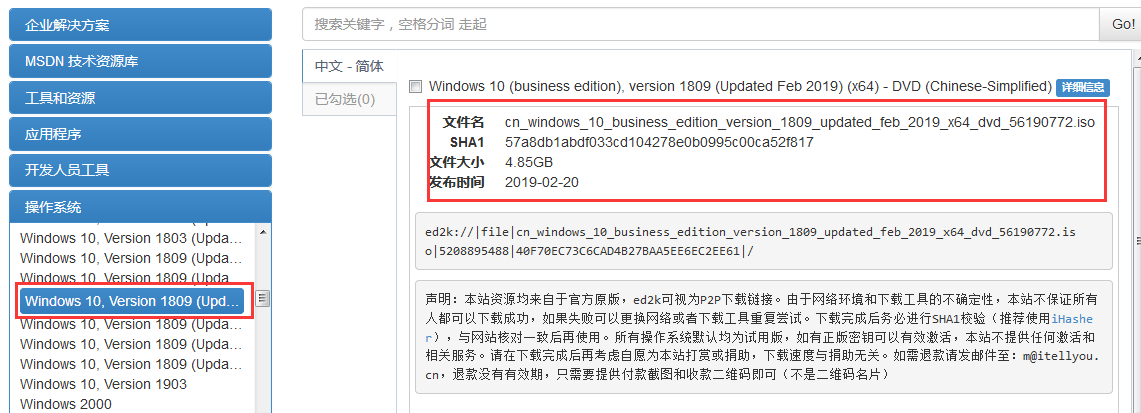 企业解决方案
MSDN 技术资源库
工具和资源
应用程序
开发人员工具
操作系统
Windows 10, Version 1803 (Upda...
Windows 10, Version 1809 (Upda...
Windows 10, Version 1809 (Upda...
Windows 10, Version 1809 (Upd...
Windows 10, Version 1809 (Upda...
Windows 10, Version 1809 (Upda...
Windows 10, Version 1809 (Upda...
Windows 10, Version 1903
Windows 2000
搜索关键字，空格分词 走起
Go!
中文 - 简体
已勾选(0)
Windows 10 (business edition), version 1809 (Updated Feb 2019) (x64) - DVD (Chinese-Simplified) 详细信息
文件名 cn_windows_10_business_edition_version_1809_updated_feb_2019_x64_dvd_56190772.iso
SHA1 57a8db1abdf033cd104278e0b0995c00ca52f817
文件大小 4.85GB
发布时间 2019-02-20
ed2k://|file|cn_windows_10_business_edition_version_1809_updated_feb_2019_x64_dvd_56190772.is
o|5208895488|40F70EC73C6CAD4B27BAA5EE6EC2EE61|/
声明：本站资源均来自于官方原版，ed2k可视为P2P下载链接。由于网络环境和下载工具的不确定性，本站不保证所有
人都可以下载成功，如果失败可以更换网络或者下载工具重复尝试。下载完成后务必进行SHA1校验（推荐使用iHashe
r），与网站核对一致后再使用。所有操作系统默认均为试用版，如有正版密钥可以有效激活，本站不提供任何激活和
相关服务。请在下载完成后再考虑自愿为本站打赏或捐助，下载速度与捐助无关。如需退款请发邮件至：m@itellyou.
cn，退款没有有效期，只需要提供付款截图和收款二维码即可（不是二维码名片）